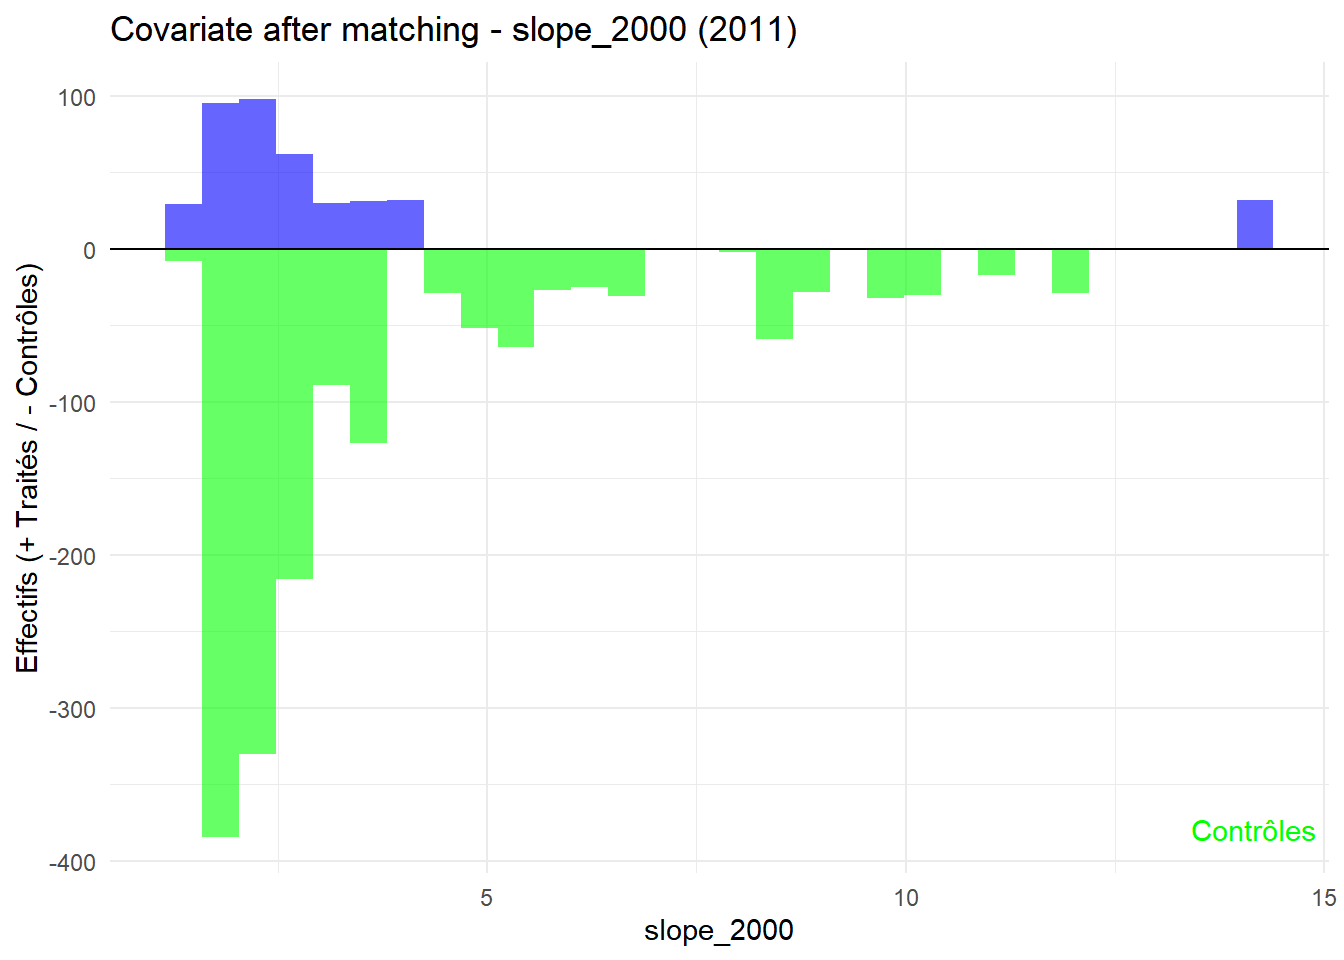 Covariate after matching - slope_2000 (2011)
Effectifs (+ Traités / - Contrôles)
100
0
-100
-200
-300
-400
Contrôles
5
10
15
slope_2000